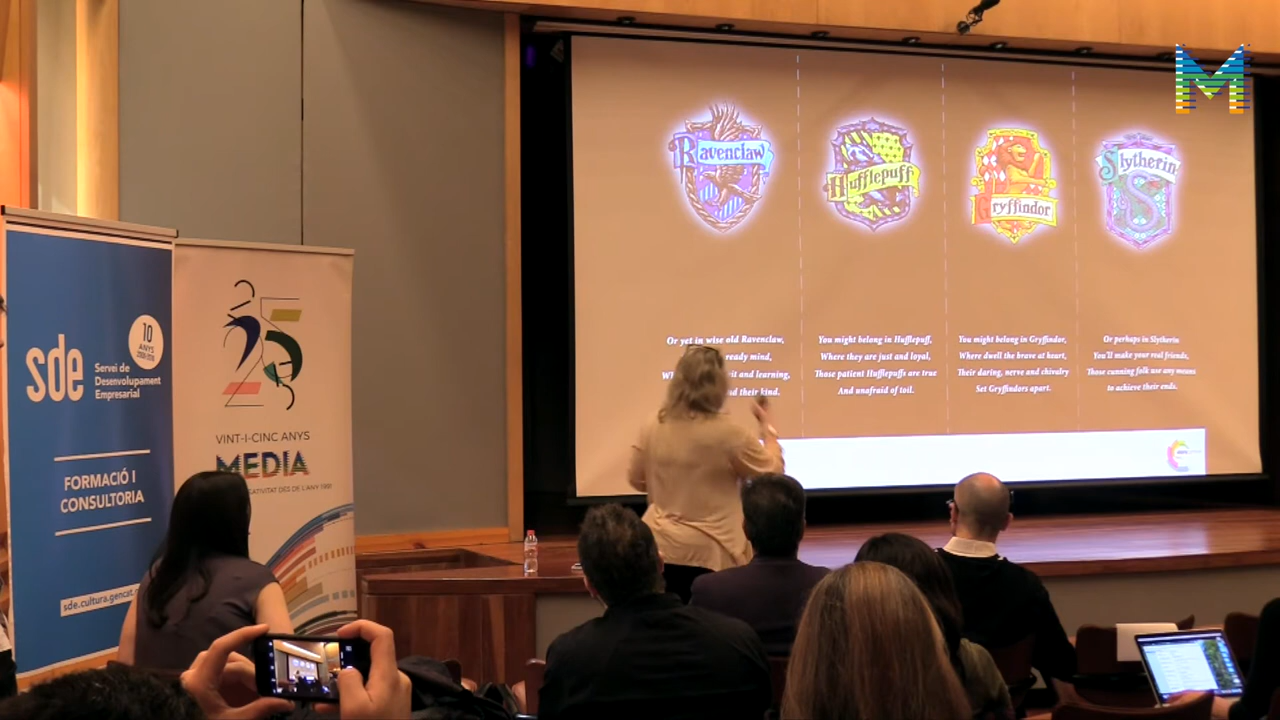 M
Ravenclaw
Hufflepuff
Gryffindor
Slytherin
Or yet in wise old Ravenclaw,
ready mind,
it and learning,
their kind.
You might belong in Hufflepuff,
Where they are just and loyal,
Those patient Hufflepuffs are true
And unafraid of toil.
You might belong in Gryffindor,
Where dwell the brave at heart,
Their daring, nerve and chivalry
Set Gryffindors apart.
Or perhaps in Slytherin
You'll make your real friends,
Those cunning folk use any means
to achieve their ends.
sde
10
ANYS
Servei de
Desenvolupament
Empresarial
FORMACIÓ I
CONSULTORIA
sde.cultura.gencat.
25
VINT-I-CINC ANYS
MEDIA
DES DE L'ANY